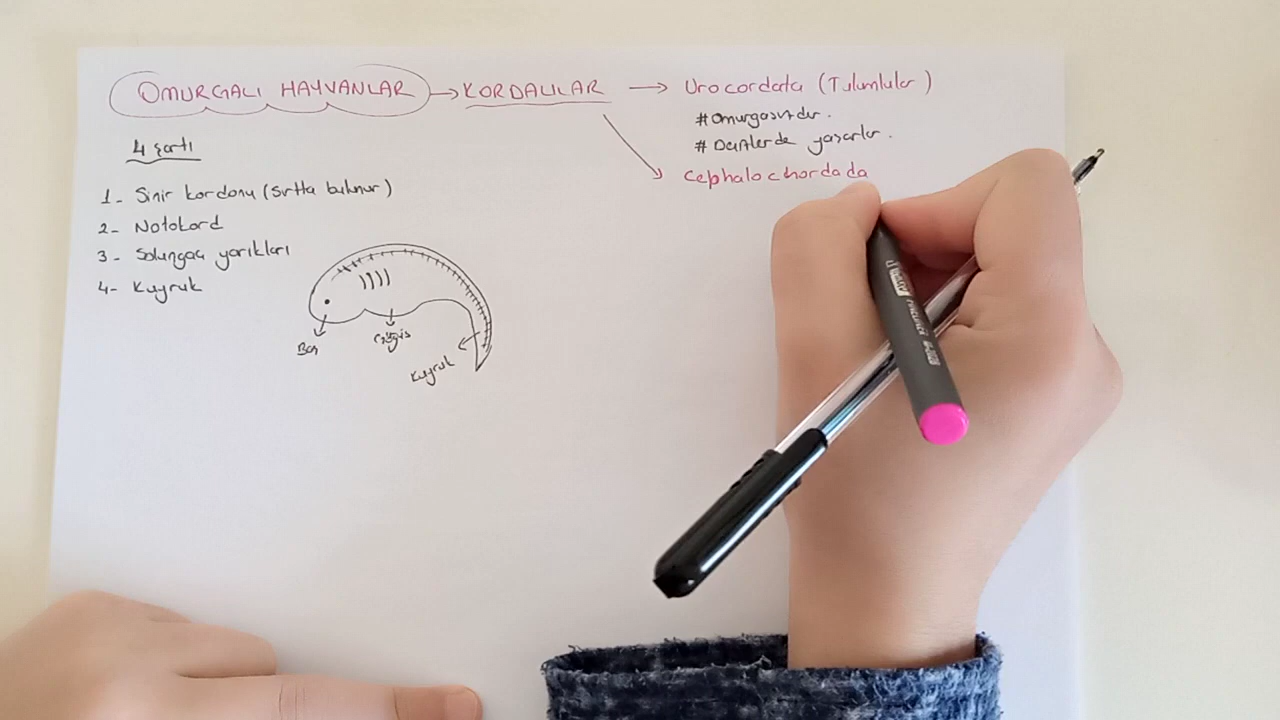 OMURGALI HAYVANLAR → KORDALILAR → Urocordata (Tulumlular)
#Omurgasızdır.
#Denizlerde yaşarlar.
Cephalochordada
4 şartı
1- Sinir kordonu (Sırtta bulunur)
2- Notokord
3- Solungaç yarıkları
4- Kuyruk
Baş
Göğüs
Kuyruk